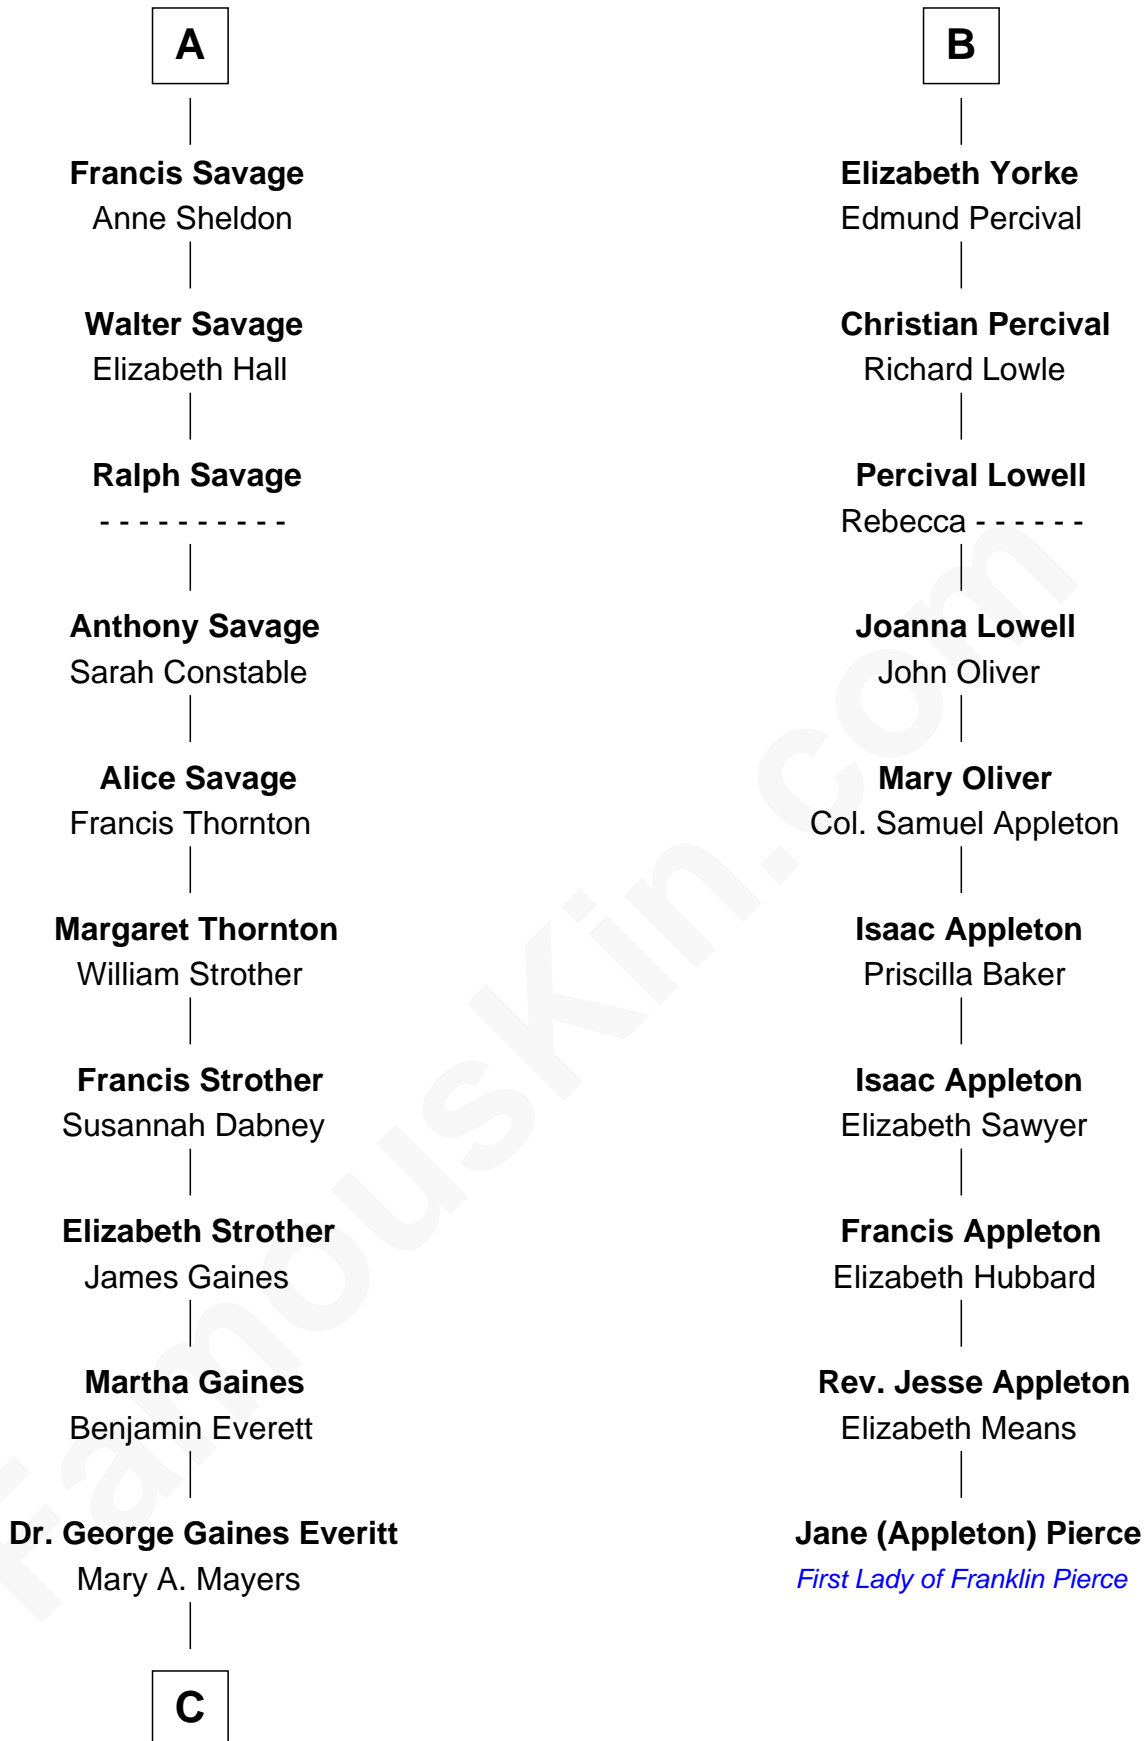 A
Francis Savage
Anne Sheldon
Walter Savage
Elizabeth Hall
Ralph Savage
- - - - - - - - - -
Anthony Savage
Sarah Constable
Alice Savage
Francis Thornton
Margaret Thornton
William Strother
Francis Strother
Susannah Dabney
Elizabeth Strother
James Gaines
Martha Gaines
Benjamin Everett
Dr. George Gaines Everitt
Mary A. Mayers
C
B
Elizabeth Yorke
Edmund Percival
Christian Percival
Richard Lowle
Percival Lowell
Rebecca - - - - - -
Joanna Lowell
John Oliver
Mary Oliver
Col. Samuel Appleton
Isaac Appleton
Priscilla Baker
Isaac Appleton
Elizabeth Sawyer
Francis Appleton
Elizabeth Hubbard
Rev. Jesse Appleton
Elizabeth Means
Jane (Appleton) Pierce
First Lady of Franklin Pierce
FamousKin.com